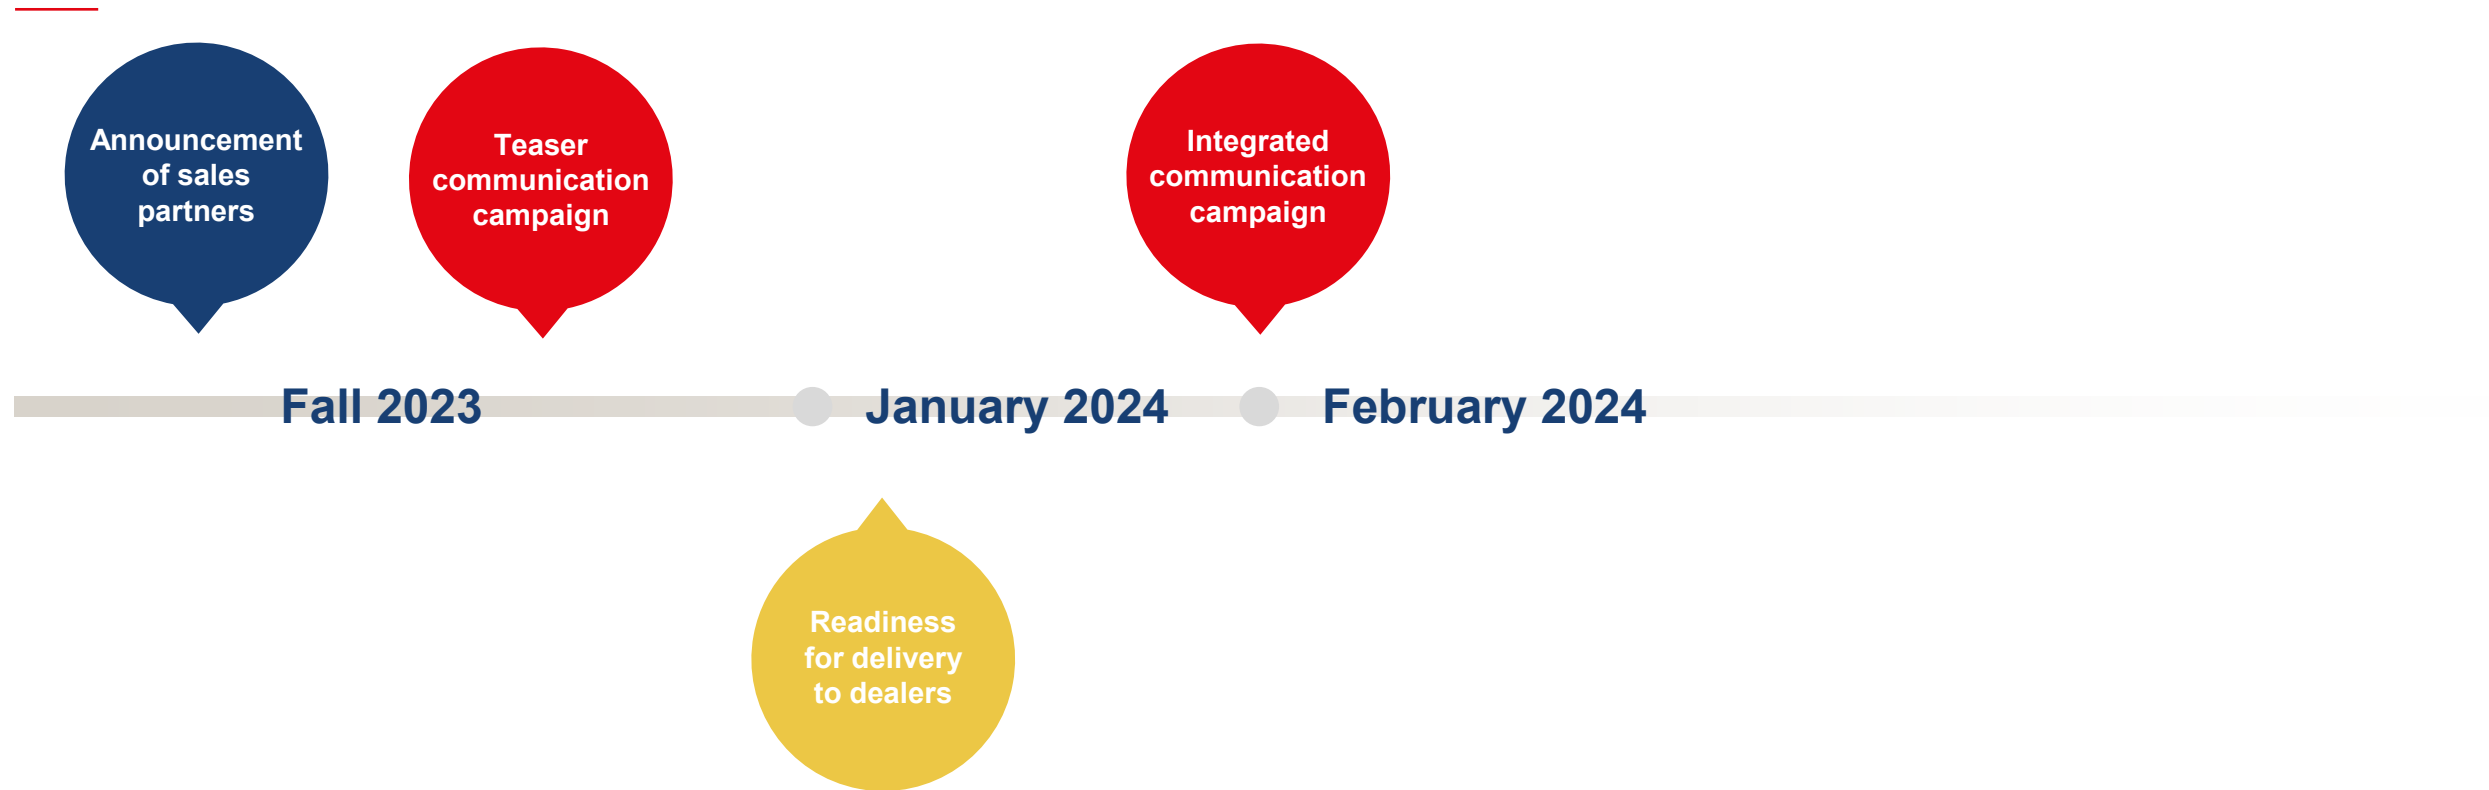 Announcement
of sales
partners
Teaser
communication
campaign
Integrated
communication
campaign
Fall 2023
January 2024
February 2024
Readiness
for delivery
to dealers